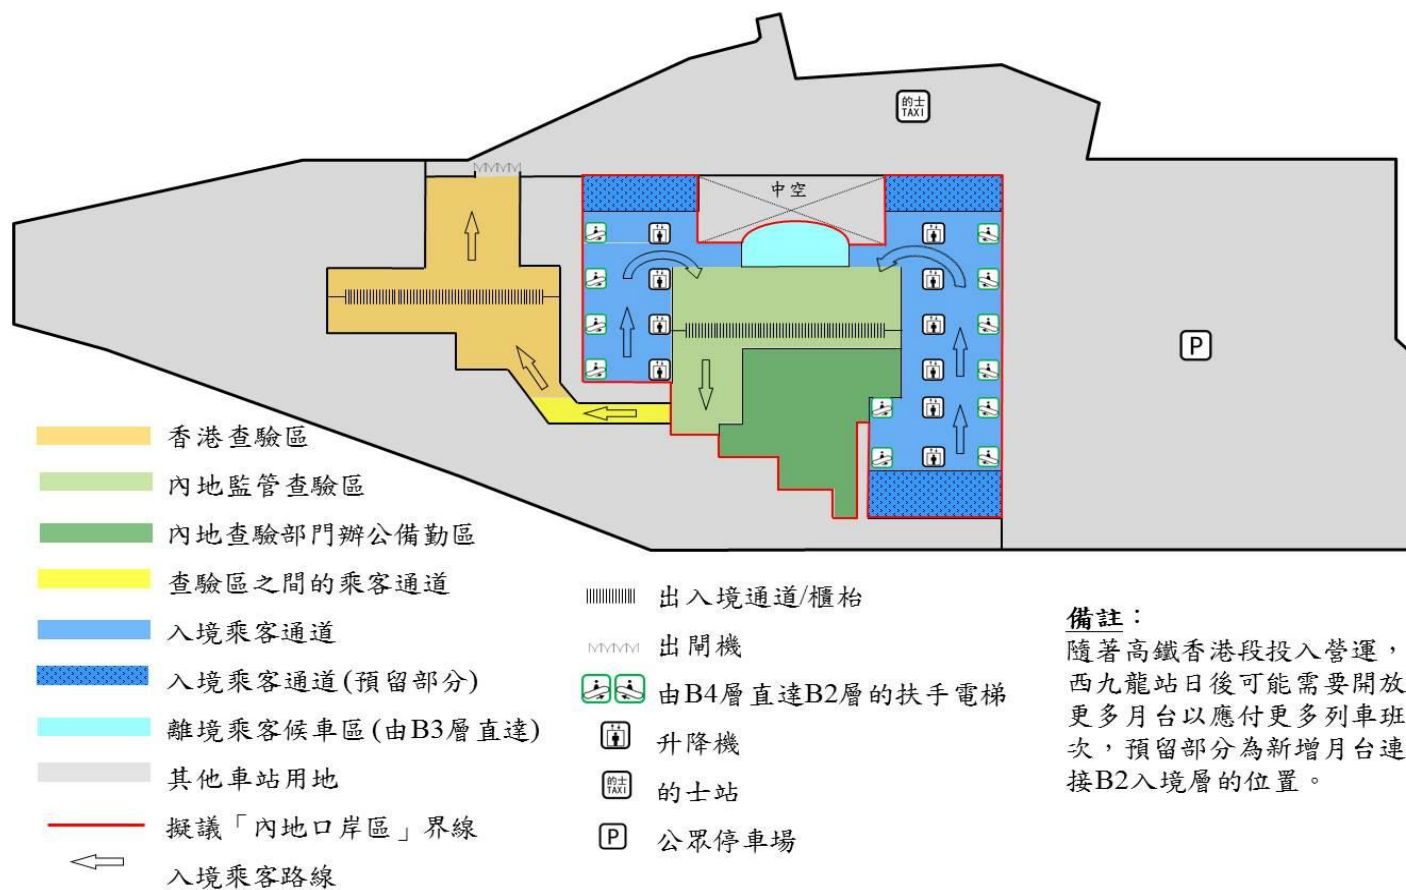 的士
TAXI
中空
P
香港查驗區
內地監管查驗區
內地查驗部門辦公備勤區
查驗區之間的乘客通道
入境乘客通道
入境乘客通道(預留部分)
離境乘客候車區(由B3層直達)
其他車站用地
擬議「內地口岸區」界線
入境乘客路線
出入境通道/櫃枱
出閘機
由B4層直達B2層的扶手電梯
升降機
的士
TAXI
的士站
P
公眾停車場
備註：
隨著高鐵香港段投入營運，
西九龍站日後可能需要開放
更多月台以應付更多列車班
次，預留部分為新增月台連
接B2入境層的位置。